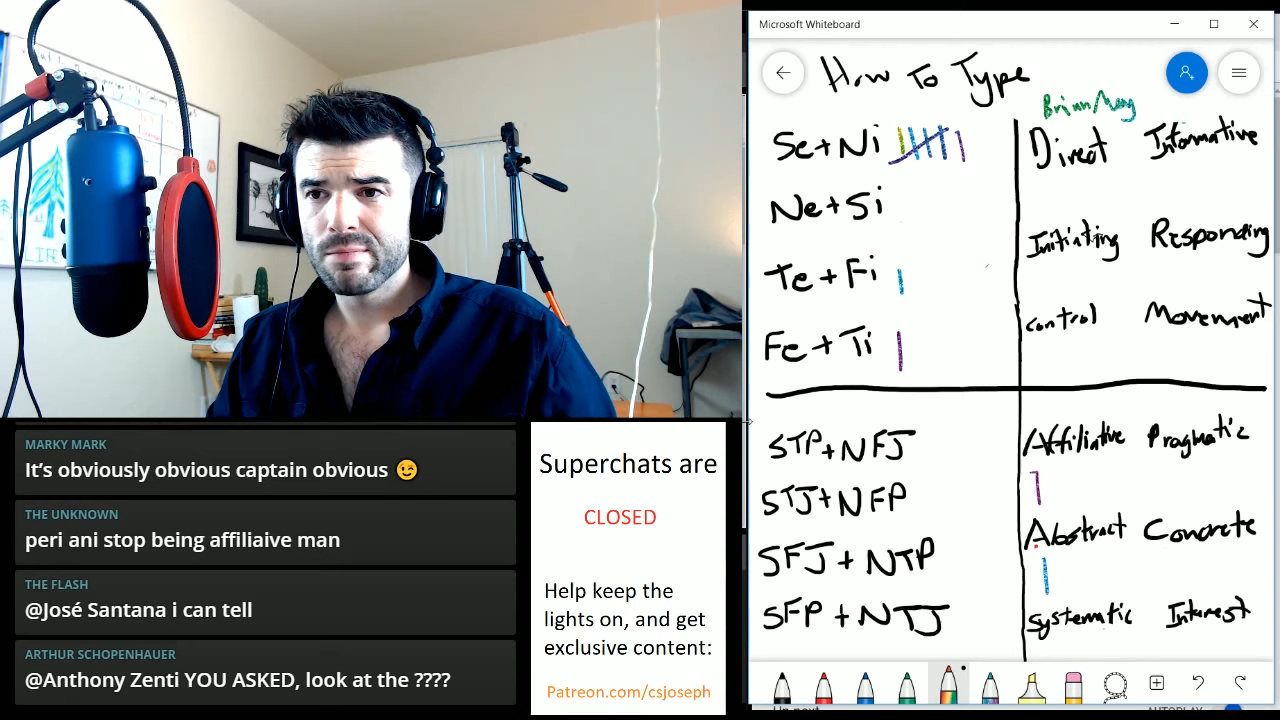 Microsoft Whiteboard
How To Type
Brian May
Se+Ni
Direct Informative
Ne+Si
Initiating Responding
Te + Fi
control Movement
Fe + Ti
STP+NFJ
Affiliative Pragmatic
STJ+NFP
Abstract Concrete
SFJ + NTP
SFP + NTJ
Systematic Interest
MARKY MARK
It's obviously obvious captain obvious 😉
THE UNKNOWN
peri ani stop being affiliaive man
THE FLASH
@José Santana i can tell
ARTHUR SCHOPENHAUER
@Anthony Zenti YOU ASKED, look at the ????
Superchats are
CLOSED
Help keep the
lights on, and get
exclusive content:
Patreon.com/csjoseph